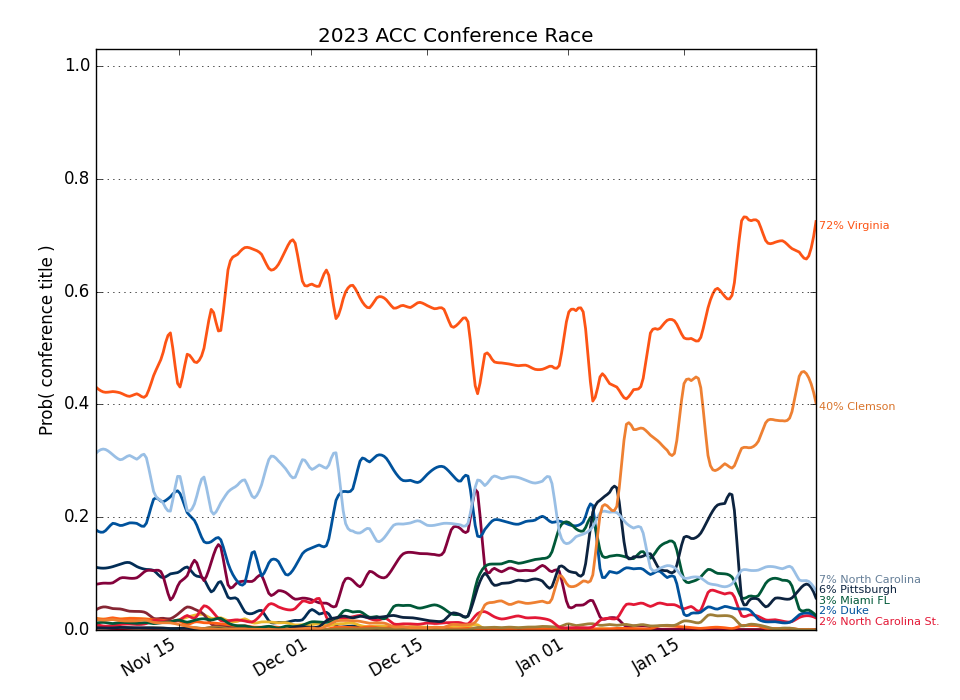 2023 ACC Conference Race
Prob( conference title )
1.0
0.8
0.6
0.4
0.2
0.0
72% Virginia
40% Clemson
7% North Carolina
6% Pittsburgh
3% Miami FL
2% Duke
2% North Carolina St.
Nov 15
Dec 01
Dec 15
Jan 01
Jan 15